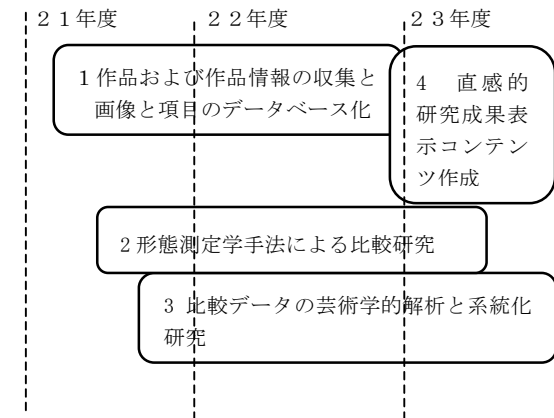 ２１年度
２２年度
２３年度
1 作品および作品情報の収集と
画像と項目のデータベース化
4　直感的
研究成果表
示コンテン
ツ作成
2 形態測定学手法による比較研究
3 比較データの芸術学的解析と系統化
研究